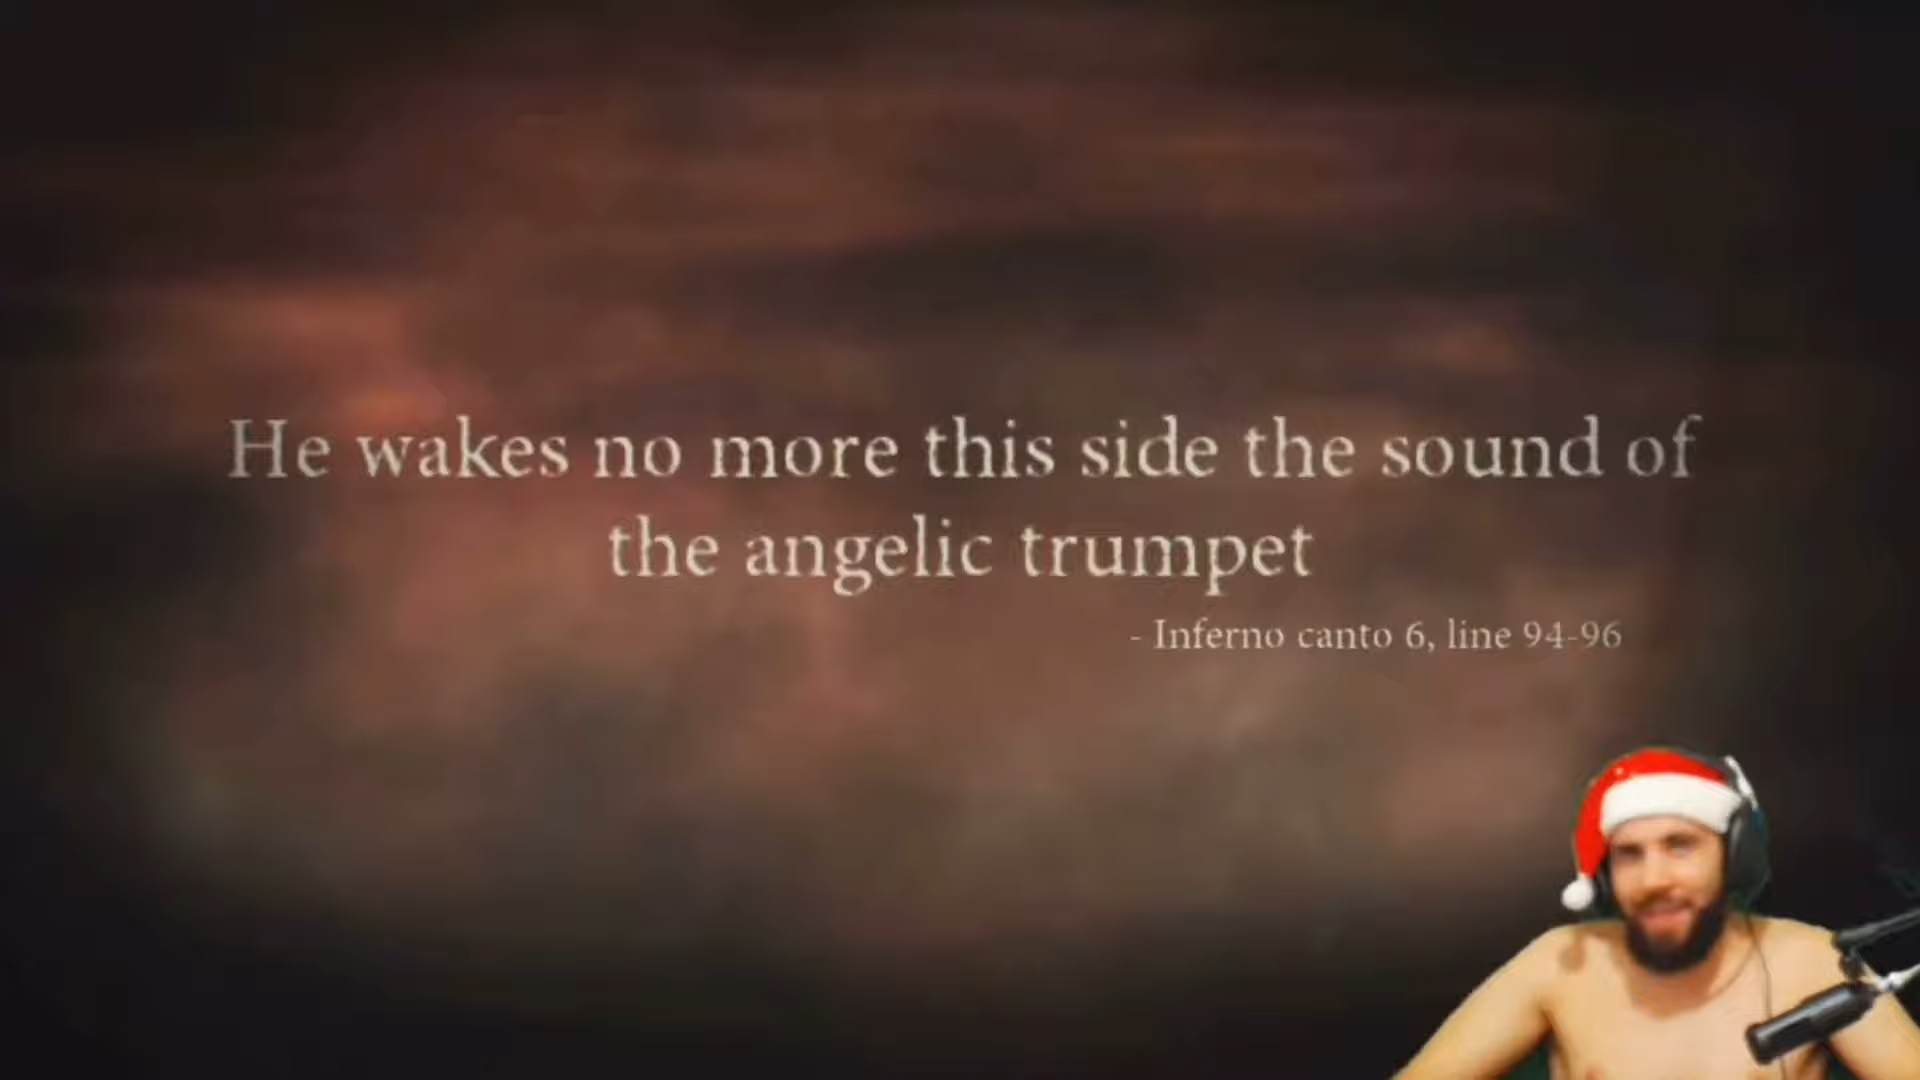 He wakes no more this side the sound of
the angelic trumpet
- Inferno canto 6, line 94-96